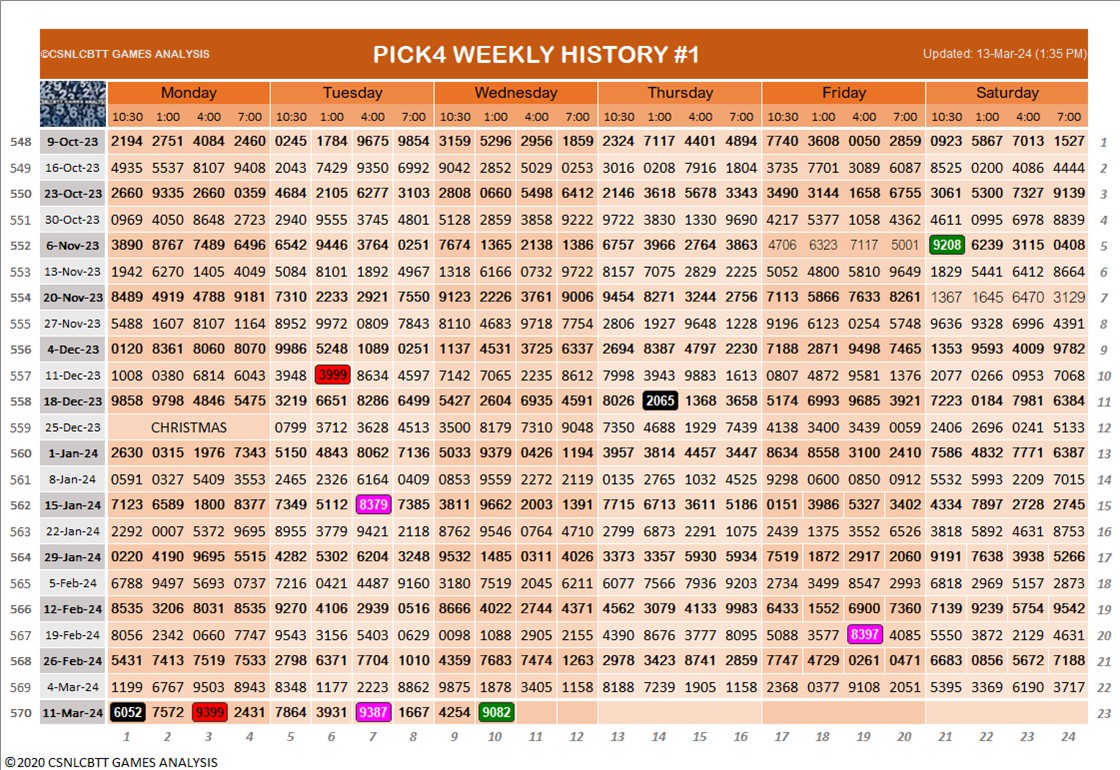 ©CSNLCBTT GAMES ANALYSIS PICK4 WEEKLY HISTORY #1 Updated: 13-Mar-24 (1:35 PM)
Monday Tuesday Wednesday Thursday Friday Saturday
10:30 1:00 4:00 7:00 10:30 1:00 4:00 8:00 10:30 1:00 4:00 7:00 10:30 1:00 4:00 7:00 10:30 1:00 4:00 7:00 10:30 1:00 4:00 7:00
548 9-Oct-23 2194 2751 4084 2460 0245 1784 9675 9854 3159 5296 2956 1859 2324 7117 4401 4894 7740 3608 0050 2859 0923 5867 7013 1527 1
549 16-Oct-23 4935 5537 8107 9408 2043 7429 9350 6992 9042 2852 5029 0253 3016 0208 7916 1804 3735 7701 3089 6087 8525 0200 4086 4444 2
550 23-Oct-23 2660 9335 2660 0359 4684 2105 6277 3103 2808 0660 5498 6412 2146 3618 5678 3343 3490 3144 1658 6755 3061 5300 7327 9139 3
551 30-Oct-23 0969 4050 8648 2723 2940 9555 3745 4801 5128 2859 3858 9222 9722 3830 1330 9690 4217 5377 1058 4362 4611 0995 6978 8839 4
552 6-Nov-23 3890 8767 7489 6496 6542 9446 3764 0251 7674 1365 2138 1386 6757 3966 2764 3863 4706 6323 7117 5001 9208 6239 3115 0408 5
553 13-Nov-23 1942 6270 1405 4049 5084 8101 1892 4967 1318 6166 0732 9722 8157 7075 2829 2225 5052 4800 5810 9649 1829 5441 6412 8664 6
554 20-Nov-23 8489 4919 4788 9181 7310 2233 2921 7550 9123 2226 3761 9006 9454 8271 3244 2756 7113 5866 7633 8261 1367 1645 6470 3129 7
555 27-Nov-23 5488 1607 8107 1164 8952 9972 0809 7843 8110 4683 9718 7754 2806 1927 9648 1228 9196 6123 0254 5748 9636 9328 6996 4391 8
556 4-Dec-23 0120 8361 8060 8070 9986 5248 1089 0251 1137 4531 3725 6337 2694 8387 4797 2230 7188 2871 9498 7465 1353 9593 4009 9782 9
557 11-Dec-23 1008 0380 6814 6043 3948 3999 8634 4597 7142 7065 2235 8612 7998 3943 9883 1613 0807 4872 9581 1376 2077 0266 0953 7068 10
558 18-Dec-23 9858 9798 4846 5475 3219 6651 8286 6499 5427 2604 6935 4591 8026 2065 1368 3658 5174 6993 9685 3921 7223 0184 7981 6384 11
559 25-Dec-23 CHRISTMAS 0799 3712 3628 4513 3500 8179 7310 9048 7350 4688 1929 7439 4138 3400 3439 0059 2406 2696 0241 5133 12
560 1-Jan-24 2630 0315 1976 7343 5150 4843 8062 7136 5033 9379 0426 1194 3957 3814 4457 3447 8634 8558 3100 2410 7586 4832 7771 6387 13
561 8-Jan-24 0591 0327 5409 3553 2465 2326 6164 0409 0853 9559 2272 2119 0135 2765 1032 4525 9298 0600 0850 0912 5532 5993 2209 7015 14
562 15-Jan-24 7123 6589 1800 8377 7349 5112 8379 7385 3811 9662 2003 1391 7715 6713 3611 5186 0151 3986 5327 3402 4334 7897 2728 2745 15
563 22-Jan-24 2292 0007 5372 9695 8955 3779 9421 2118 8762 9546 0764 4710 2799 6873 2291 1075 2439 1375 3552 6526 3818 5892 4631 8753 16
564 29-Jan-24 0220 4190 9695 5515 4282 5302 6204 3248 9532 1485 0311 4026 3373 3357 5930 5934 7519 1872 2917 2060 9191 7638 3938 5266 17
565 5-Feb-24 6788 9497 5693 0737 7216 0421 4487 9160 3180 7519 2045 6211 6077 7566 7936 9203 2734 3499 8547 2993 6818 2969 5157 2873 18
566 12-Feb-24 8535 3206 8031 8535 9270 4106 2939 0516 8666 4022 2744 4371 4562 3079 4133 9983 6433 1552 6900 7360 7139 9239 5754 9542 19
567 19-Feb-24 8056 2342 0660 7747 9543 3156 5403 0629 0098 1088 2905 2155 4390 8676 3777 8095 5088 3577 8397 4085 5550 3872 2129 4631 20
568 26-Feb-24 5431 7413 7519 7533 2798 6371 7704 1010 4359 7683 7474 1263 2978 3423 8741 2859 7747 4729 0261 0471 6683 0856 5672 7188 21
569 4-Mar-24 1199 6767 9503 8943 8348 1177 2223 8862 9875 1878 3405 1158 8188 7239 1905 1158 2368 0377 9108 2051 5395 3369 6190 3717 22
570 11-Mar-24 6052 7572 9399 2431 7864 3931 9387 1667 4254 9082 23
1 2 3 4 5 6 7 8 9 10 11 12 13 14 15 16 17 18 19 20 21 22 23 24
©2020 CSNLCBTT GAMES ANALYSIS